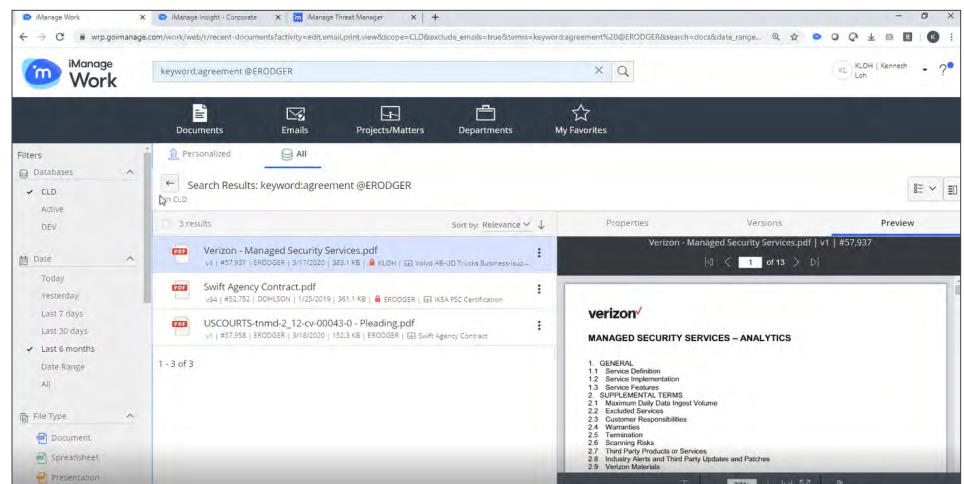 iManage Work
iManage Insight - Corporate
iManage Threat Manager
wrp.goimanage.com/work/web/r/recent-documents?activity=edit,email,print,view&scope=CLD&exclude_emails=true&terms=keyword:agreement%20@ERODGER&search=docs&date_range...
K
iManage
Work
keyword:agreement @ERODGER
KL
KLOH | Kenneth
Loh
Documents
Emails
Projects/Matters
Departments
My Favorites
Filters
Databases
CLD
Active
DEV
Date
Today
Yesterday
Last 7 days
Last 30 days
Last 6 months
Date Range
All
File Type
Document
Spreadsheet
Presentation
Personalized
All
Search Results: keyword:agreement @ERODGER
in CLD
3 results
Sort by: Relevance
PDF
Verizon - Managed Security Services.pdf
v1 | #57,937 | ERODGER | 3/17/2020 | 383.1 KB | KLOH | Volvo AB-UD Trucks Business-Isuz...
PDF
Swift Agency Contract.pdf
v34 | #52,752 | DOHLSON | 1/25/2019 | 361.1 KB | ERODGER | IKEA FSC Certification
PDF
USCOURTS-tnmd-2_12-cv-00043-0 - Pleading.pdf
v1 | #57,958 | ERODGER | 3/18/2020 | 152.3 KB | ERODGER | Swift Agency Contract
1 - 3 of 3
Properties
Versions
Preview
Verizon - Managed Security Services.pdf | v1 | #57,937
1 of 13
verizon
MANAGED SECURITY SERVICES – ANALYTICS
1. GENERAL
1.1 Service Definition
1.2 Service Implementation
1.3 Service Features
2. SUPPLEMENTAL TERMS
2.1 Maximum Daily Data Ingest Volume
2.2 Excluded Services
2.3 Customer Responsibilities
2.4 Warranties
2.5 Termination
2.6 Scanning Risks
2.7 Third Party Products or Services
2.8 Industry Alerts and Third Party Updates and Patches
2.9 Verizon Materials